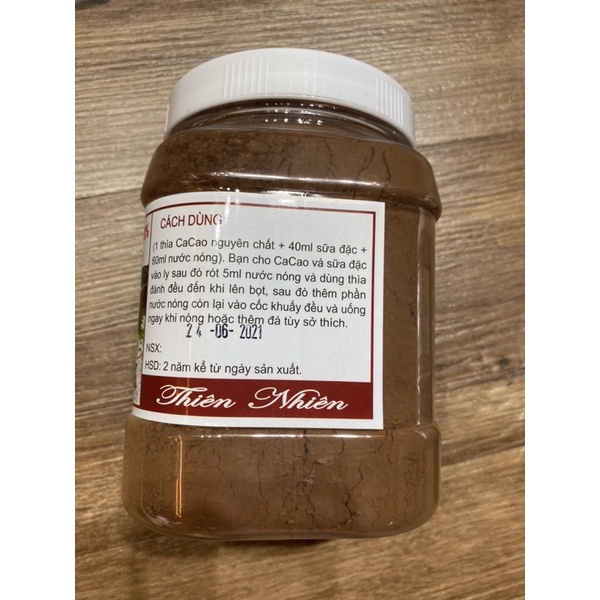 CÁCH DÙNG
(1 thìa CaCao nguyên chất + 40ml sữa đặc +
60ml nước nóng). Bạn cho CaCao và sữa đặc
vào ly sau đó rót 5ml nước nóng và dùng thìa
đánh đều đến khi lên bọt, sau đó thêm phần
nước nóng còn lại vào cốc khuấy đều và uống
ngay khi nóng hoặc thêm đá tùy sở thích.
24 -06- 2021
NSX:
HSD: 2 năm kể từ ngày sản xuất.
Thiên Nhiên